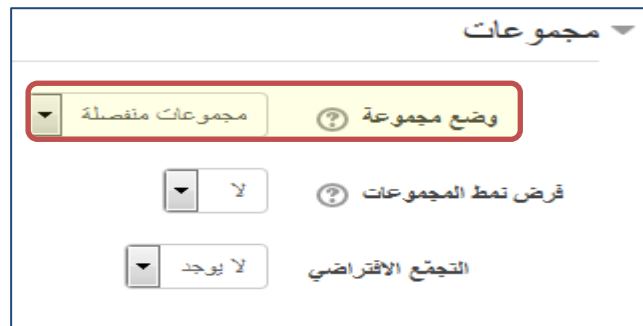 مجموعات
وضع مجموعة ? مجموعات منفصلة
فرض نمط المجموعات ? لا
التجمّع الافتراضي لا يوجد